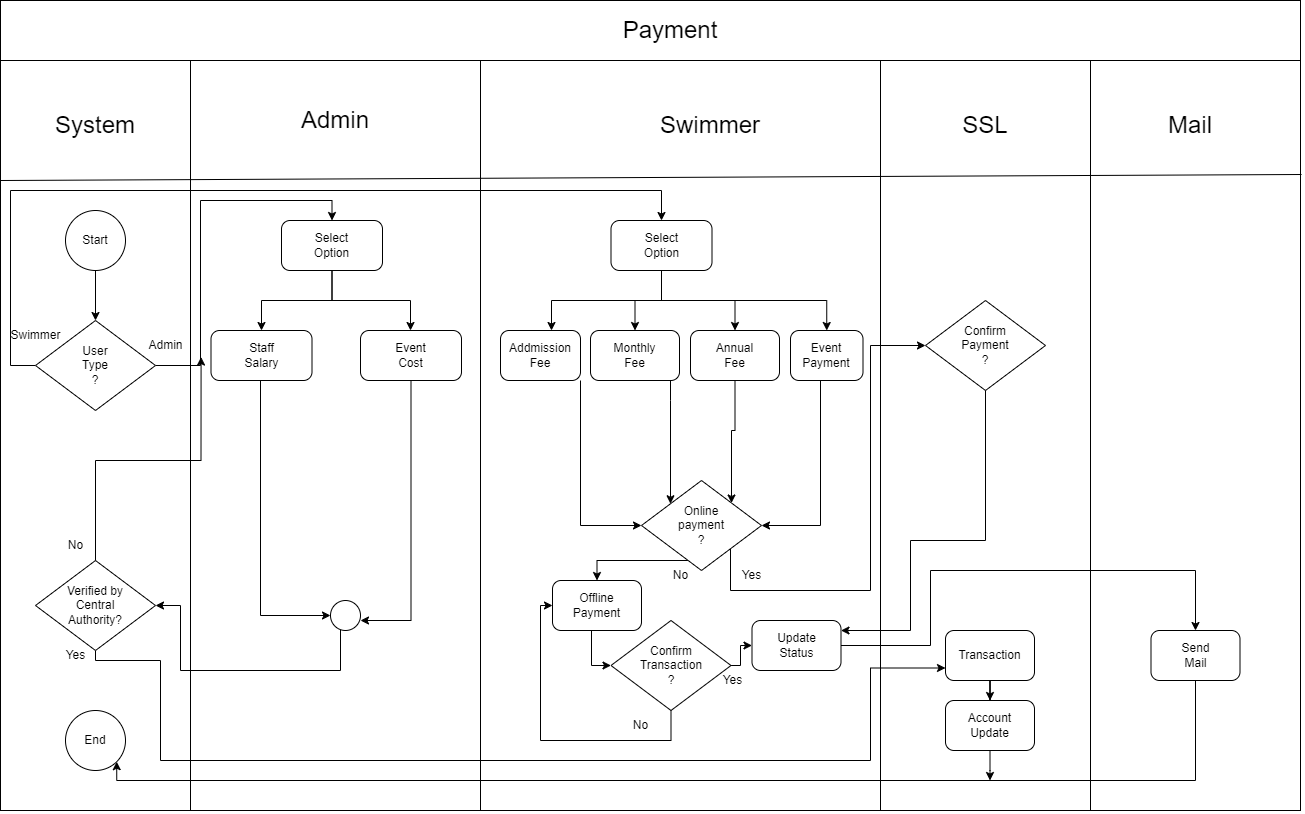 Payment
System
Admin
Swimmer
SSL
Mail
Start
Select
Option
Select
Option
Swimmer
User
Type
?
Admin
Staff
Salary
Event
Cost
Addmission
Fee
Monthly
Fee
Annual
Fee
Event
Payment
Confirm
Payment
?
Online
payment
?
No
Yes
No
Verified by
Central
Authority?
Yes
Offline
Payment
Confirm
Transaction
?
Yes
No
Update
Status
Transaction
Account
Update
Send
Mail
End